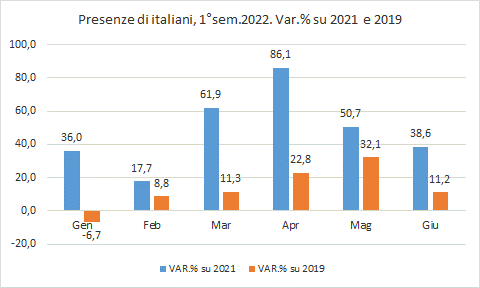 Presenze di italiani, 1°sem.2022. Var.% su 2021 e 2019
100,0
80,0
60,0
40,0
20,0
0,0
-20,0
36,0
17,7
61,9
86,1
50,7
38,6
-6,7
8,8
11,3
22,8
32,1
11,2
Gen
Feb
Mar
Apr
Mag
Giu
VAR.% su 2021
VAR.% su 2019